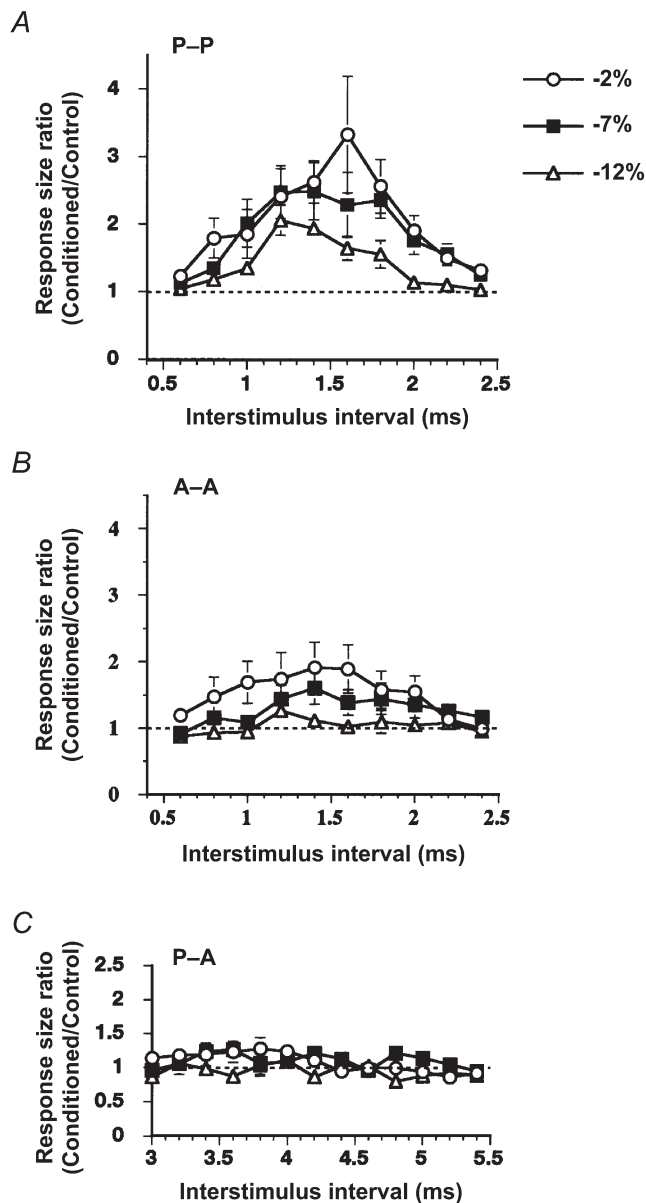 A
P–P
-2%
-7%
-12%
Response size ratio
(Conditioned/Control)
4
3
2
1
0
0.5 1 1.5 2 2.5
Interstimulus interval (ms)
B
A–A
Response size ratio
(Conditioned/Control)
4
3
2
1
0
0.5 1 1.5 2 2.5
Interstimulus interval (ms)
C
P–A
Response size ratio
(Conditioned/Control)
2.5
2
1.5
1
0.5
0
3 3.5 4 4.5 5 5.5
Interstimulus interval (ms)